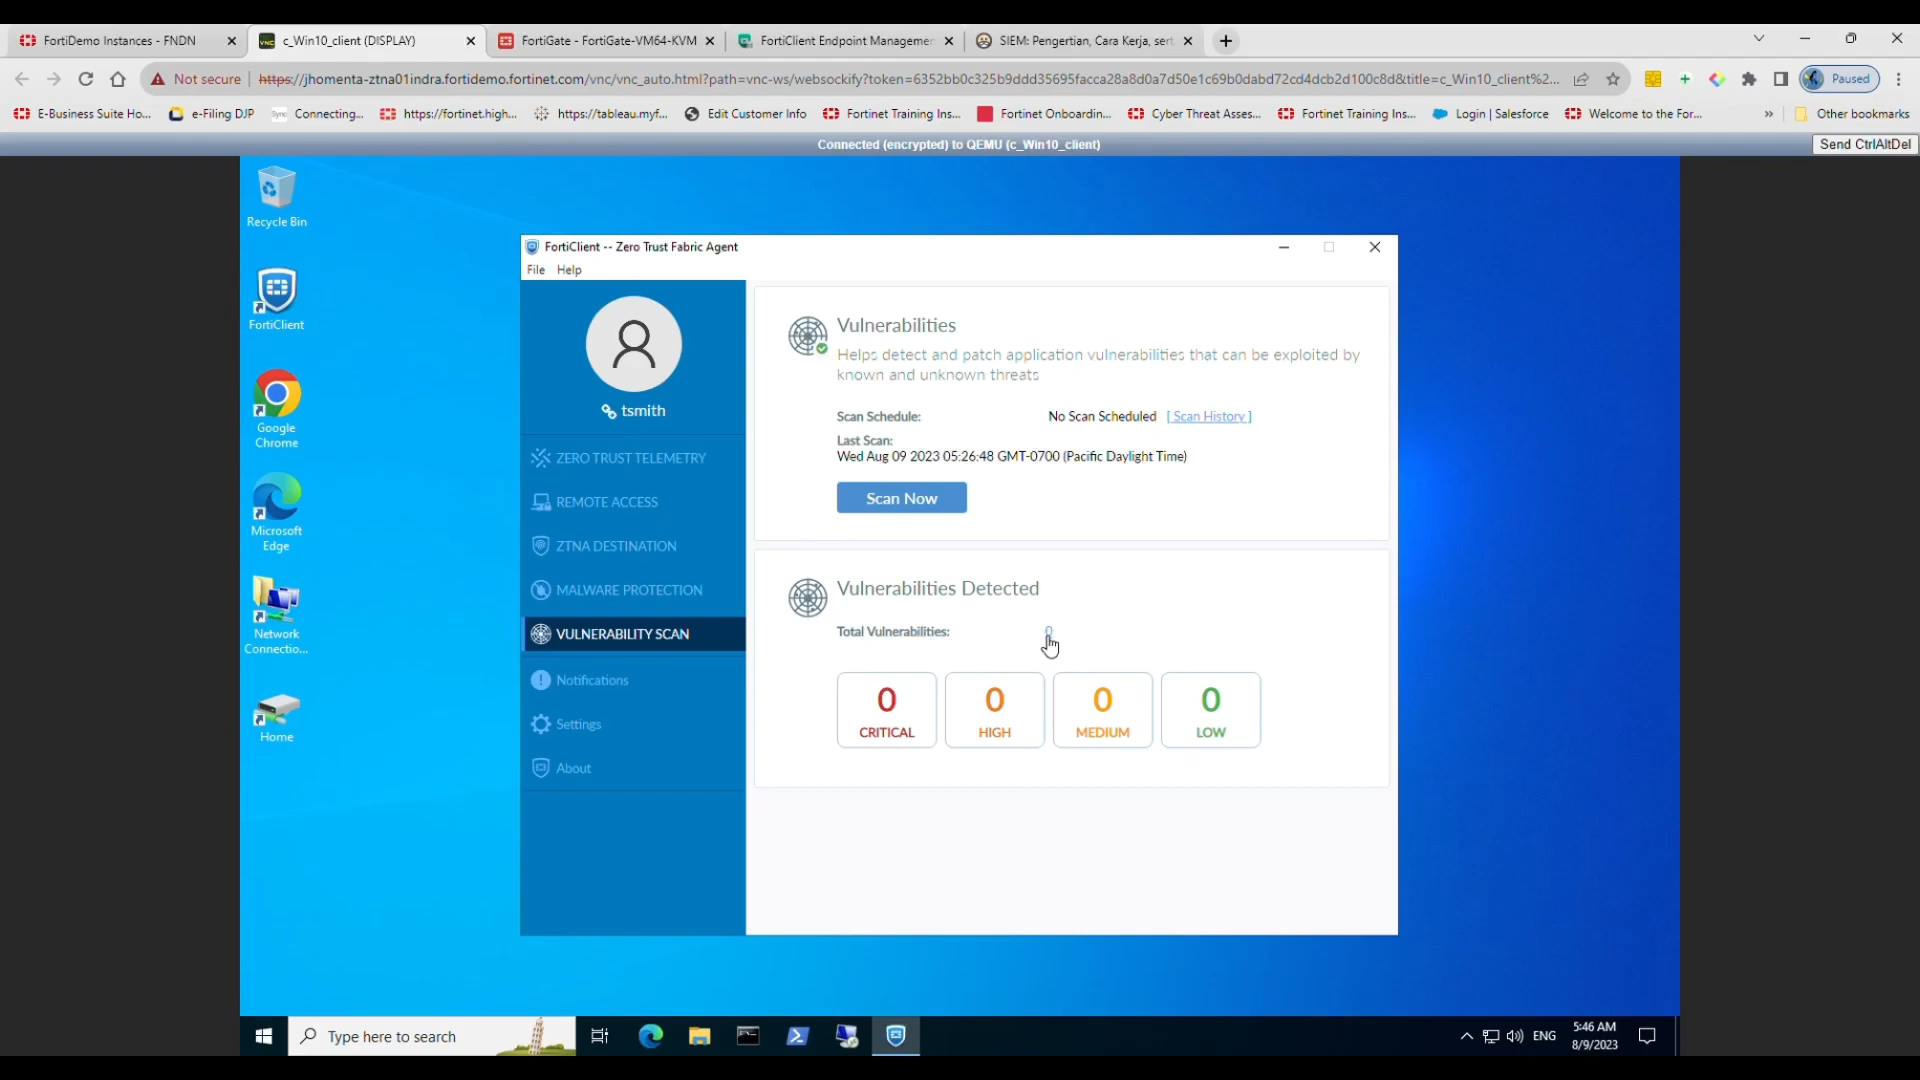 FortiDemo Instances - FNDN
c_Win10_client (DISPLAY)
FortiGate - FortiGate-VM64-KVM
FortiClient Endpoint Managemen
SIEM: Pengertian, Cara Kerja, sert
Not secure
https://jhomenta-ztna01indra.fortidemo.fortinet.com/vnc/vnc_auto.html?path=vnc-ws/websockify?token=6352bb0c325b9ddd35695facca28a8d0a7d50e1c69b0dabd72cd4dcb2d100c8d&title=c_Win10_client%2...
Paused
E-Business Suite Ho...
e-Filing DJP
Sync
Connecting...
https://fortinet.high...
https://tableau.myf...
Edit Customer Info
Fortinet Training Ins...
Fortinet Onboardin...
Cyber Threat Asses...
Fortinet Training Ins...
Login | Salesforce
Welcome to the For...
»
Other bookmarks
Connected (encrypted) to QEMU (c_Win10_client)
Send CtrlAltDel
Recycle Bin
FortiClient
Google
Chrome
Microsoft
Edge
Network
Connectio...
Home
FortiClient -- Zero Trust Fabric Agent
File Help
tsmith
ZERO TRUST TELEMETRY
REMOTE ACCESS
ZTNA DESTINATION
MALWARE PROTECTION
VULNERABILITY SCAN
Notifications
Settings
About
Vulnerabilities
Helps detect and patch application vulnerabilities that can be exploited by
known and unknown threats
Scan Schedule: No Scan Scheduled [ Scan History ]
Last Scan:
Wed Aug 09 2023 05:26:48 GMT-0700 (Pacific Daylight Time)
Scan Now
Vulnerabilities Detected
Total Vulnerabilities: 0
0 0 0 0
CRITICAL HIGH MEDIUM LOW
Type here to search
ENG
5:46 AM
8/9/2023